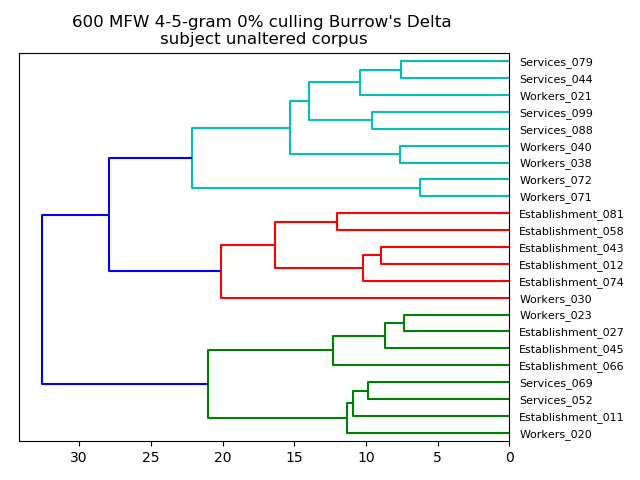 600 MFW 4-5-gram 0% culling Burrow's Delta
subject unaltered corpus
Services_079
Services_044
Workers_021
Services_099
Services_088
Workers_040
Workers_038
Workers_072
Workers_071
Establishment_081
Establishment_058
Establishment_043
Establishment_012
Establishment_074
Workers_030
Workers_023
Establishment_027
Establishment_045
Establishment_066
Services_069
Services_052
Establishment_011
Workers_020
30 25 20 15 10 5 0